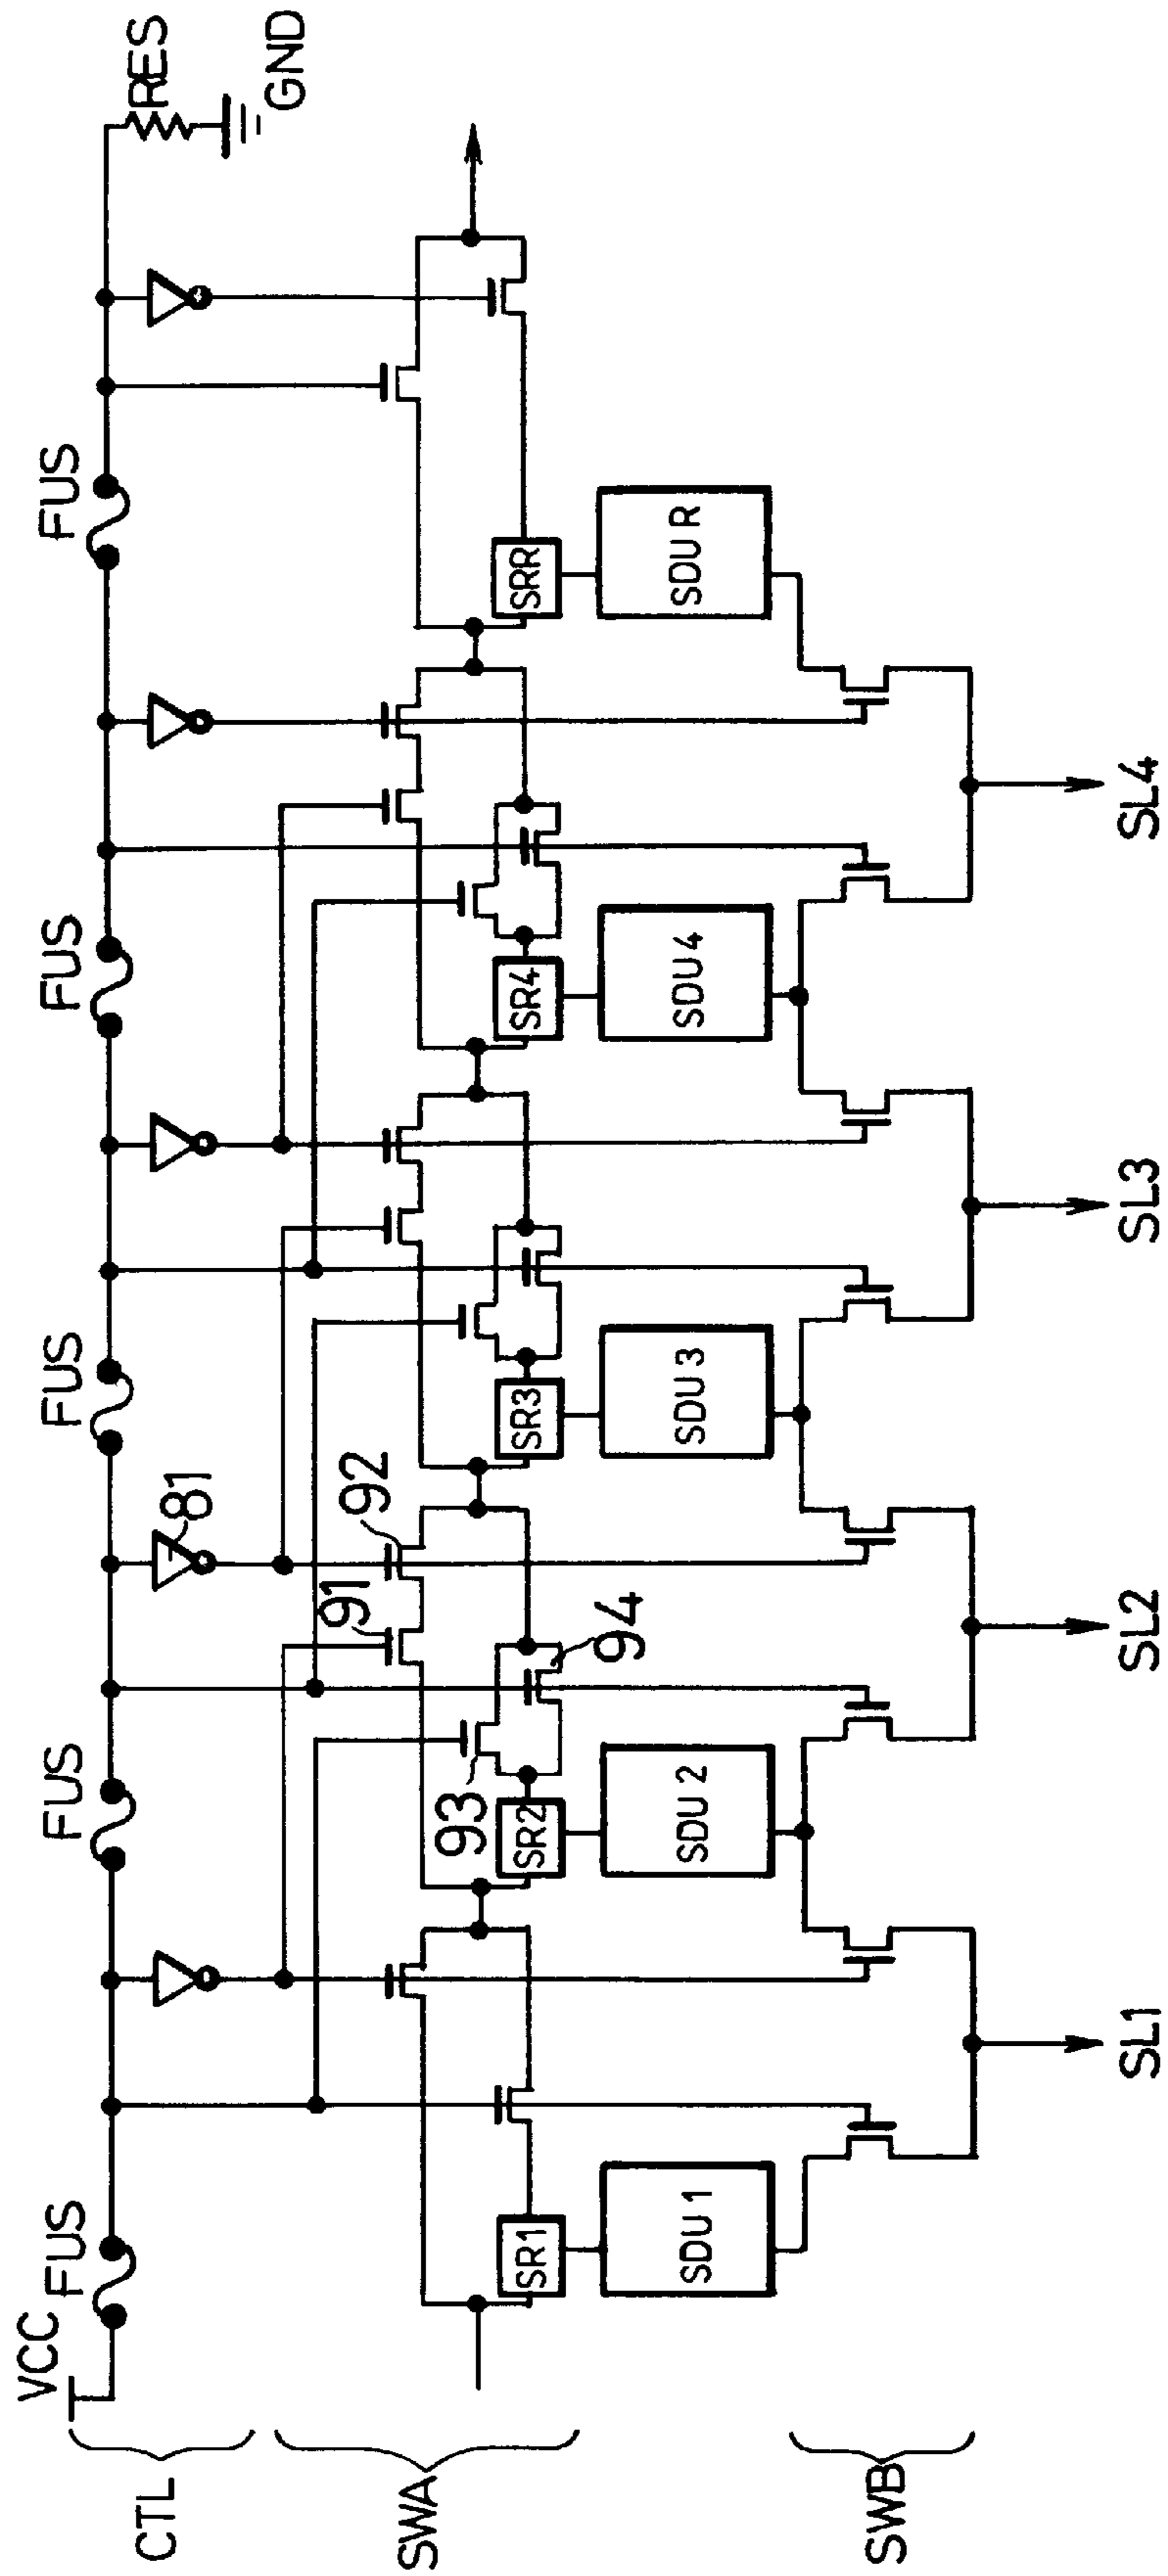 VCC
FUS
FUS
FUS
FUS
FUS
RES
GND
CTL
81
SWA
91
92
93
94
SR1
SR2
SR3
SR4
SRR
SDU 1
SDU 2
SDU 3
SDU 4
SDU R
SWB
SL1
SL2
SL3
SL4